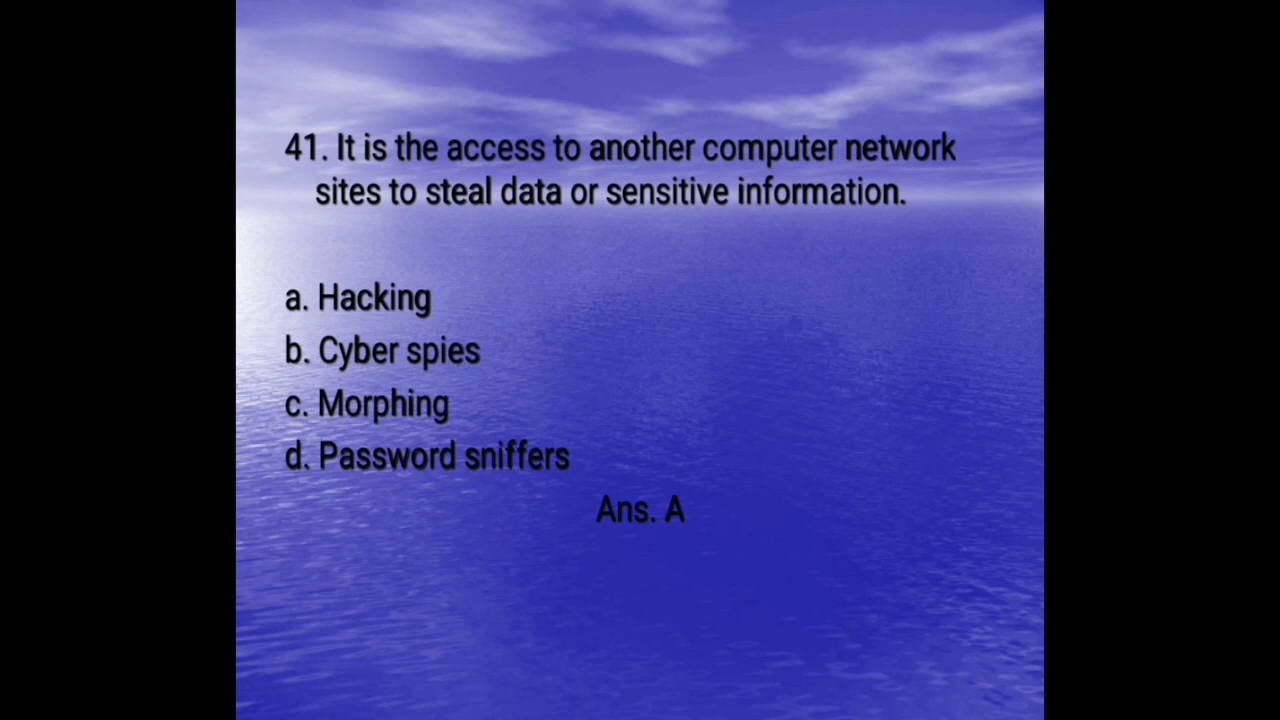 41. It is the access to another computer network
sites to steal data or sensitive information.
a. Hacking
b. Cyber spies
c. Morphing
d. Password sniffers
Ans. A